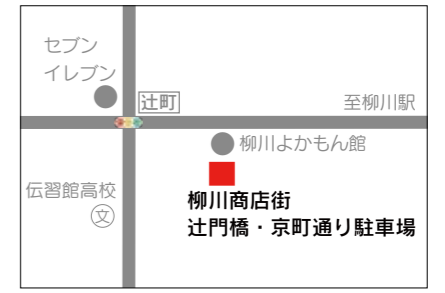 セブン
イレブン
辻町
至柳川駅
柳川よかもん館
伝習館高校
文
柳川商店街
辻門橋・京町通り駐車場